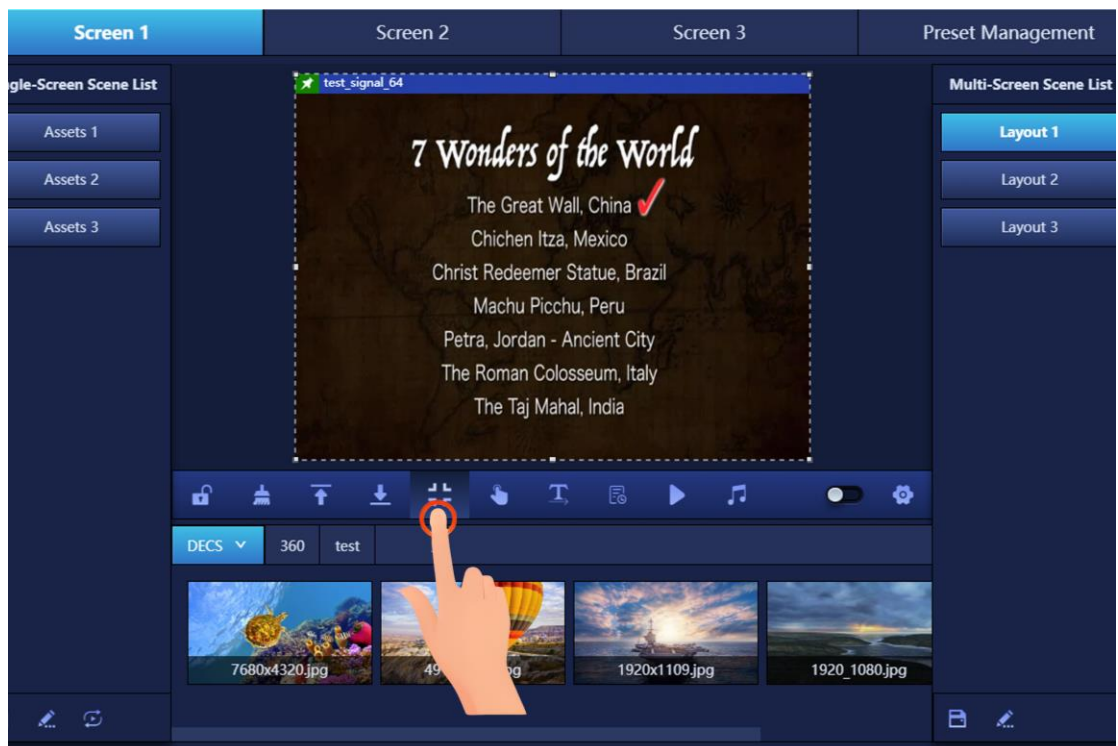 Screen 1
Screen 2
Screen 3
Preset Management
gle-Screen Scene List
Assets 1
Assets 2
Assets 3
test_signal_64
7 Wonders of the World
The Great Wall, China
Chichen Itza, Mexico
Christ Redeemer Statue, Brazil
Machu Picchu, Peru
Petra, Jordan - Ancient City
The Roman Colosseum, Italy
The Taj Mahal, India
Multi-Screen Scene List
Layout 1
Layout 2
Layout 3
DECS
360
test
7680x4320.jpg
1920x1109.jpg
1920_1080.jpg